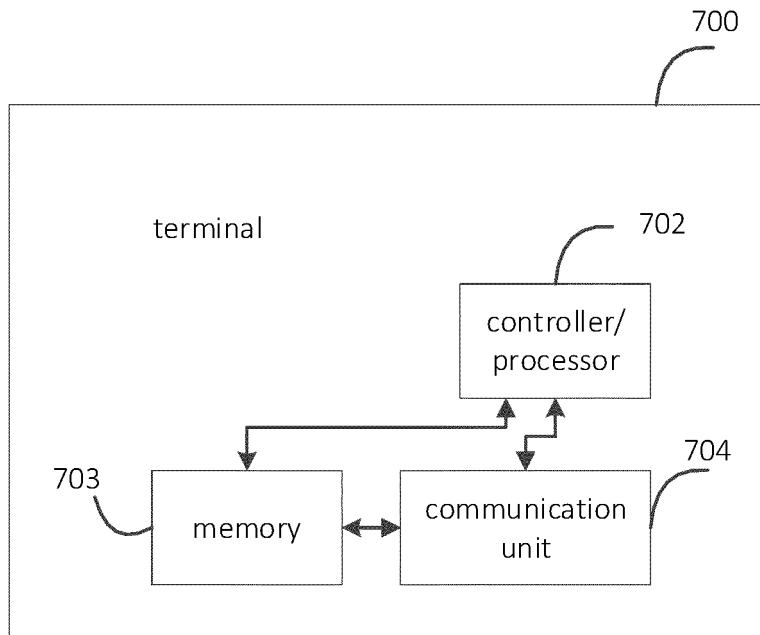 700
terminal
702
controller/
processor
704
703
memory
communication
unit